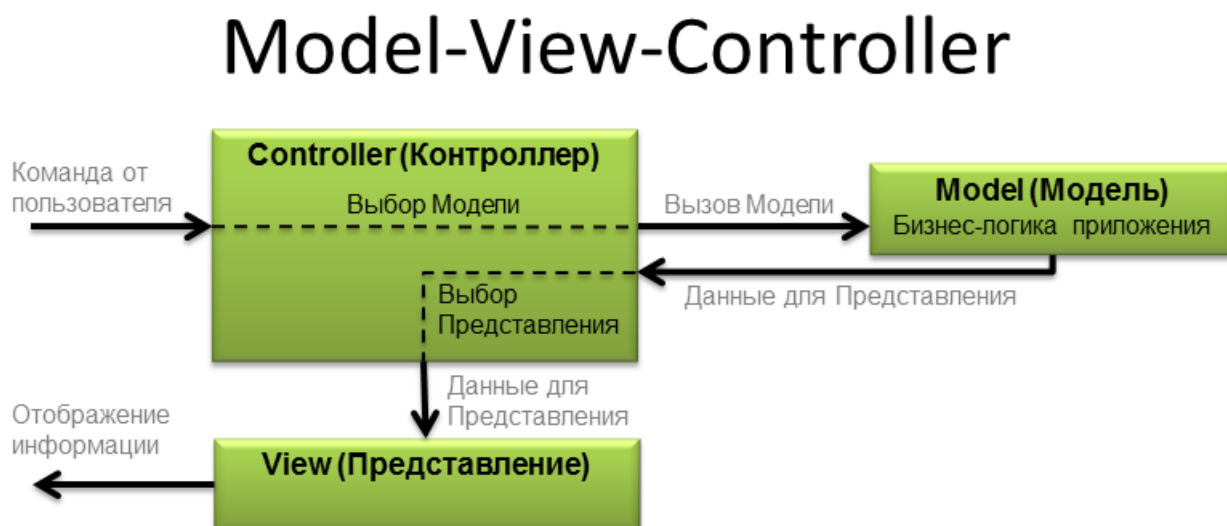 Model-View-Controller
Controller (Контроллер)
Команда от
пользователя
Выбор Модели
Вызов Модели
Model (Модель)
Бизнес-логика приложения
Выбор
Представления
Данные для Представления
Данные для
Представления
Отображение
информации
View (Представление)